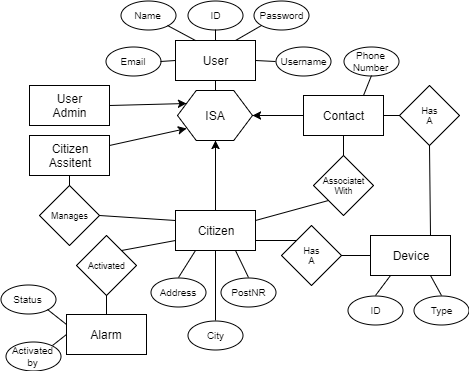 Name
ID
Password
Email
User
Username
Phone
Number
User
Admin
ISA
Contact
Has
A
Citizen
Assitent
Associatet
With
Manages
Citizen
Has
A
Device
Activated
Address
PostNR
Status
ID
Type
City
Alarm
Activated
by